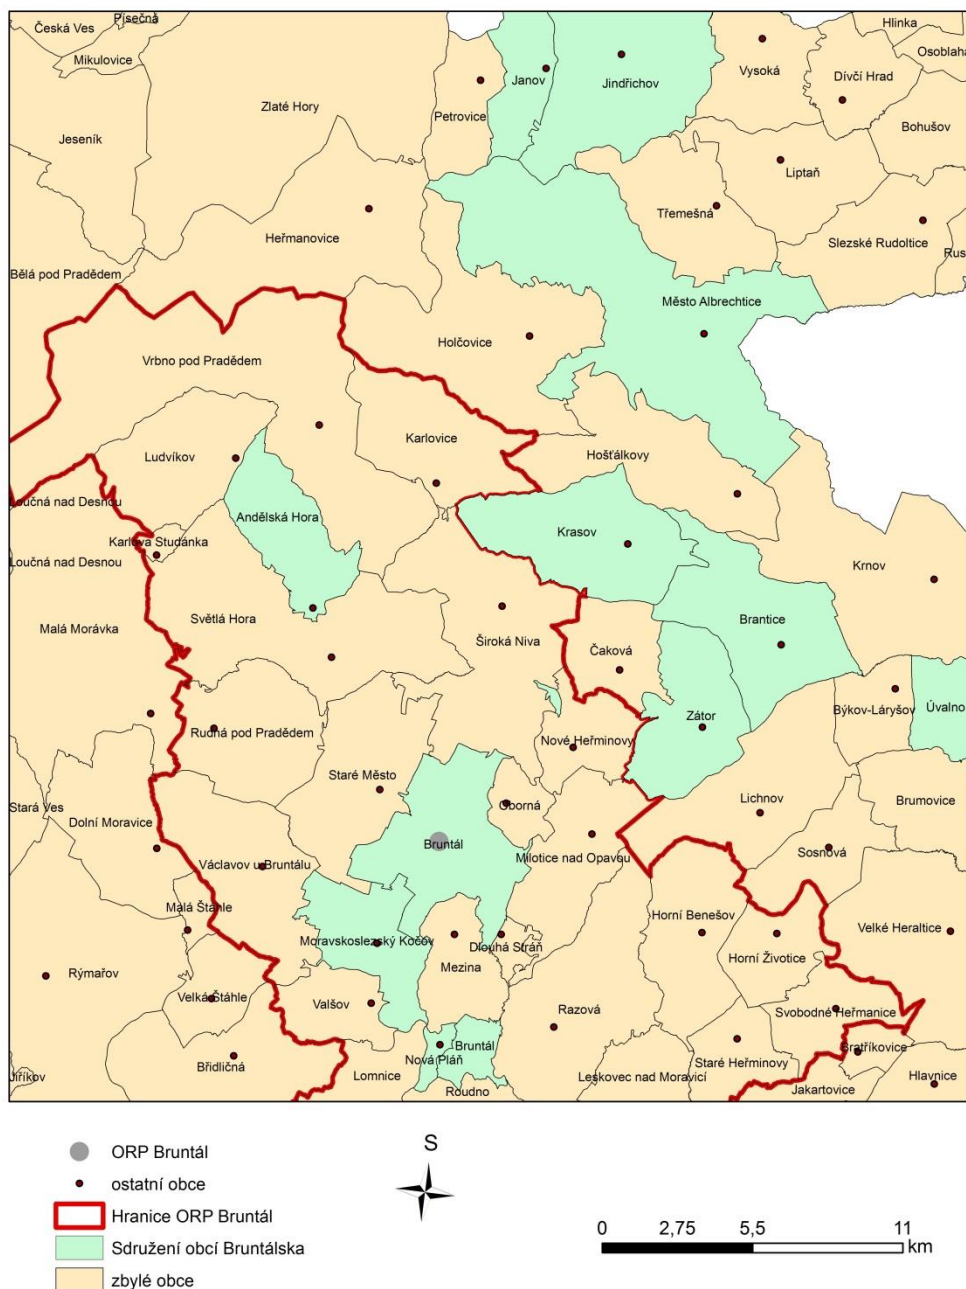 Česká Ves
Písečná
Hlinka
Mikulovice
Osoblaha
Janov
Jindřichov
Vysoká
Dívčí Hrad
Zlaté Hory
Petrovice
Bohušov
Jeseník
Liptaň
Třemešná
Heřmanovice
Slezské Rudoltice
Rus
Bělá pod Pradědem
Město Albrechtice
Holčovice
Vrbno pod Pradědem
Karlovice
Ludvíkov
Hošťálkovy
Loučná nad Desnou
Andělská Hora
Krasov
Karlova Studánka
Loučná nad Desnou
Krnov
Světlá Hora
Malá Morávka
Široká Niva
Brantice
Čaková
Býkov-Láryšov
Úvalno
Zátor
Rudná pod Pradědem
Nové Heřminovy
Staré Město
Stará Ves
Oborná
Lichnov
Brumovice
Dolní Moravice
Bruntál
Sosnová
Václavov u Bruntálu
Milotice nad Opavou
Malá Štáhle
Horní Benešov
Velké Heraltice
Moravskoslezský Kočov
Dlouhá Stráň
Horní Životice
Mezina
Rýmařov
Velká Štáhle
Valšov
Razová
Svobodné Heřmanice
Bruntál
Bratříkovice
Nová Pláň
Břidličná
Staré Heřminovy
Jiříkov
Lomnice
Leskovec nad Moravicí
Hlavnice
Roudno
Jakartovice
ORP Bruntál
ostatní obce
Hranice ORP Bruntál
Sdružení obcí Bruntálska
zbylé obce
S
0 2,75 5,5 11
km